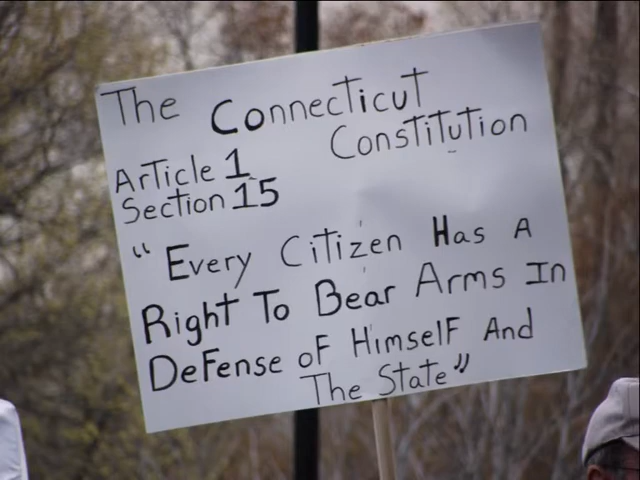 The Connecticut
Constitution
Article 1
Section 15
"Every Citizen Has A
Right To Bear Arms In
Defense of Himself And
The State"